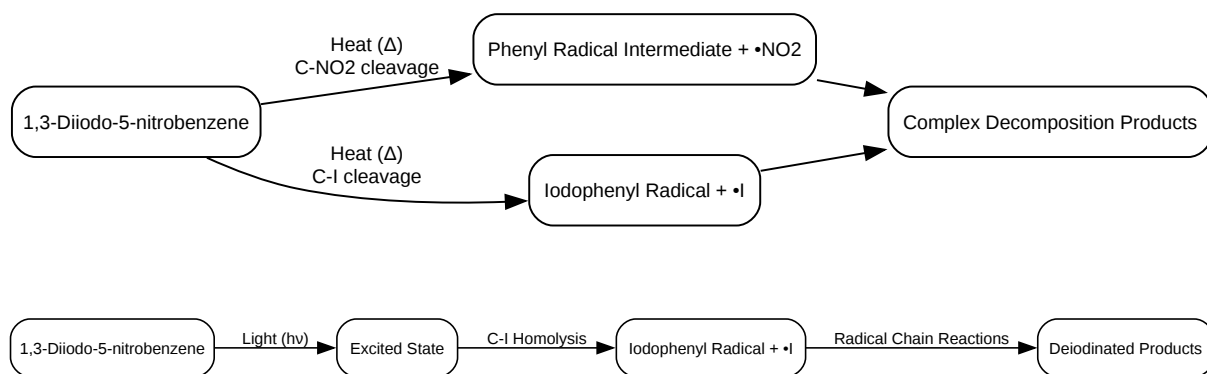 Heat (Δ)
C-NO2 cleavage
Phenyl Radical Intermediate + •NO2
1,3-Diiodo-5-nitrobenzene
Complex Decomposition Products
Heat (Δ)
C-I cleavage
Iodophenyl Radical + •I
1,3-Diiodo-5-nitrobenzene
Light (hν)
Excited State
C-I Homolysis
Iodophenyl Radical + •I
Radical Chain Reactions
Deiodinated Products